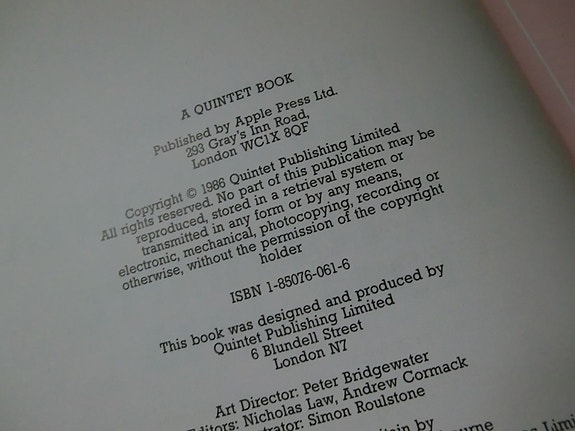 A QUINTET BOOK
Published by Apple Press Ltd.
293 Gray's Inn Road,
London WC1X 8QF
Copyright © 1986 Quintet Publishing Limited
All rights reserved. No part of this publication may be
reproduced, stored in a retrieval system or
transmitted in any form or by any means,
electronic, mechanical, photocopying, recording or
otherwise, without the permission of the copyright
holder
ISBN 1-85076-061-6
This book was designed and produced by
Quintet Publishing Limited
6 Blundell Street
London N7
Art Director: Peter Bridgewater
Editors: Nicholas Law, Andrew Cormack
Simon Roulstone
by